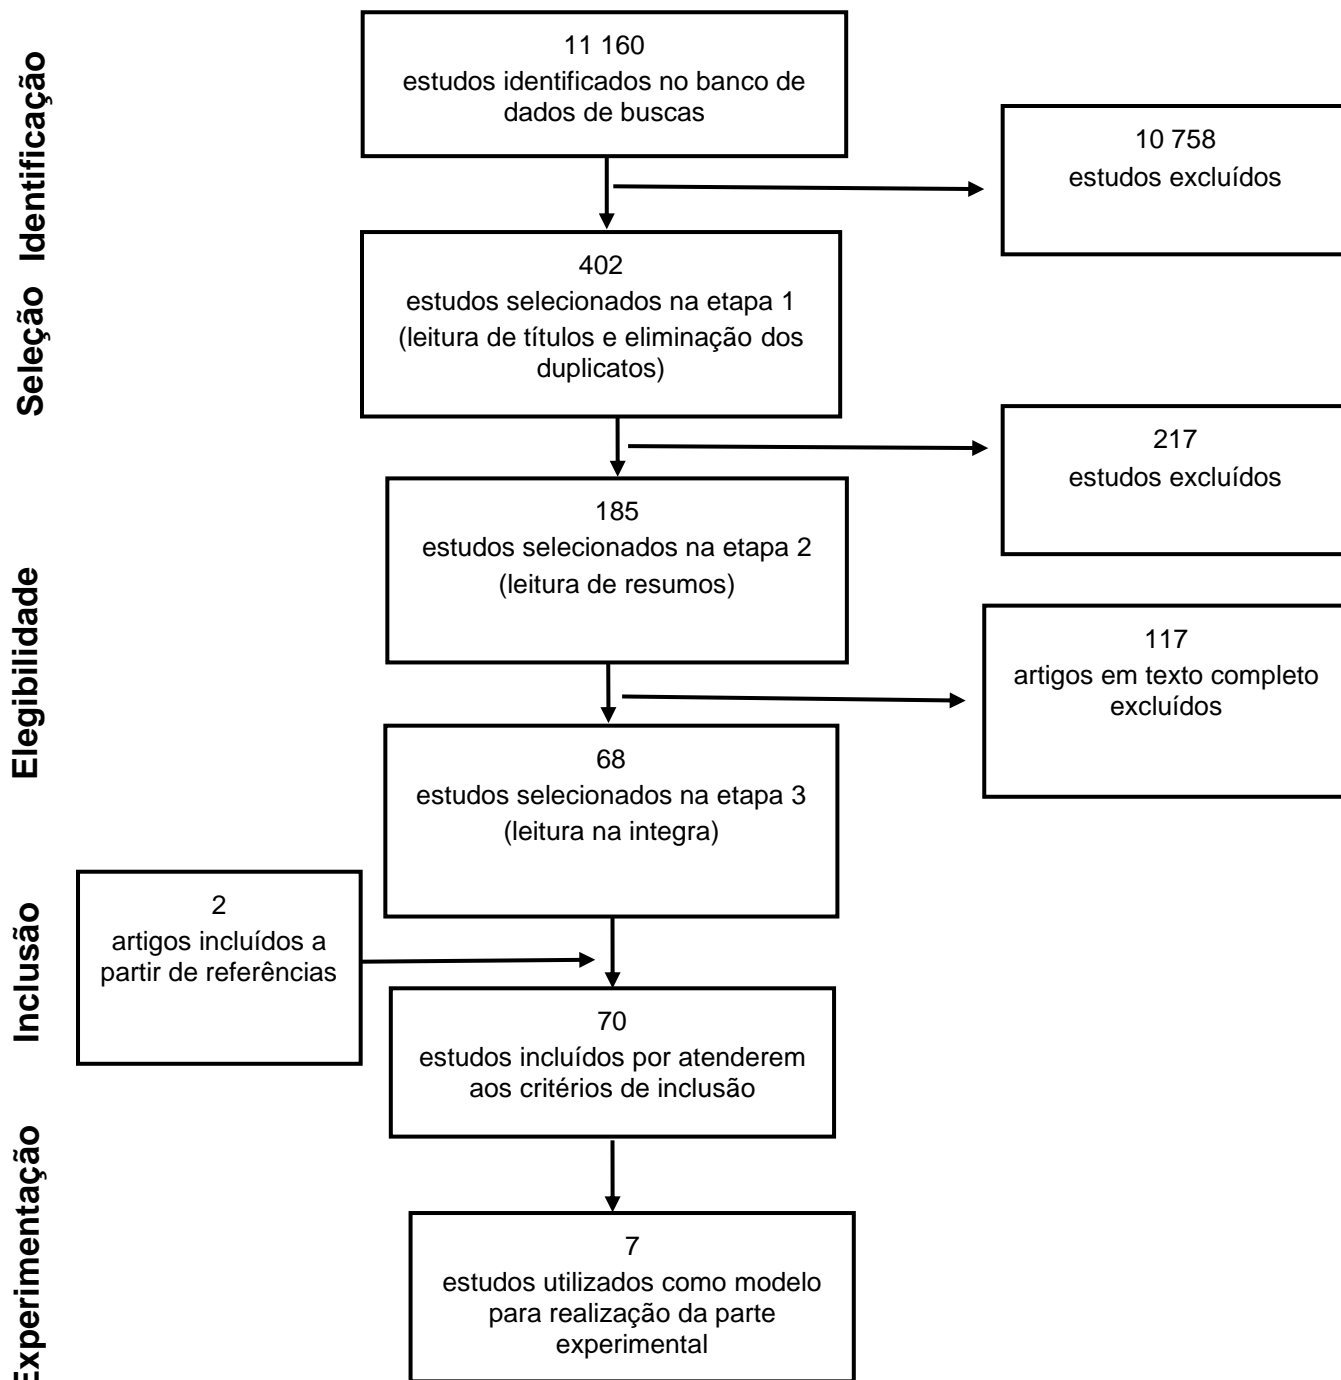 Identificação
11 160
estudos identificados no banco de
dados de buscas
10 758
estudos excluídos
Seleção
402
estudos selecionados na etapa 1
(leitura de títulos e eliminação dos
duplicatos)
217
estudos excluídos
Elegibilidade
185
estudos selecionados na etapa 2
(leitura de resumos)
117
artigos em texto completo
excluídos
68
estudos selecionados na etapa 3
(leitura na integra)
Inclusão
2
artigos incluídos a
partir de referências
70
estudos incluídos por atenderem
aos critérios de inclusão
Experimentação
7
estudos utilizados como modelo
para realização da parte
experimental